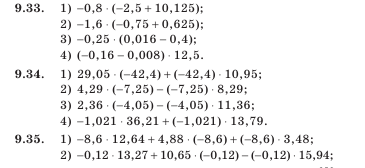 9.33. 1) −0,8 · (−2,5 + 10,125);
2) −1,6 · (−0,75 + 0,625);
3) −0,25 · (0,016 − 0,4);
4) (−0,16 − 0,008) · 12,5.
9.34. 1) 29,05 · (−42,4) + (−42,4) · 10,95;
2) 4,29 · (−7,25) − (−7,25) · 8,29;
3) 2,36 · (−4,05) − (−4,05) · 11,36;
4) −1,021 · 36,21 + (−1,021) · 13,79.
9.35. 1) −8,6 · 12,64 + 4,88 · (−8,6) + (−8,6) · 3,48;
2) −0,12 · 13,27 + 10,65 · (−0,12) − (−0,12) · 15,94;